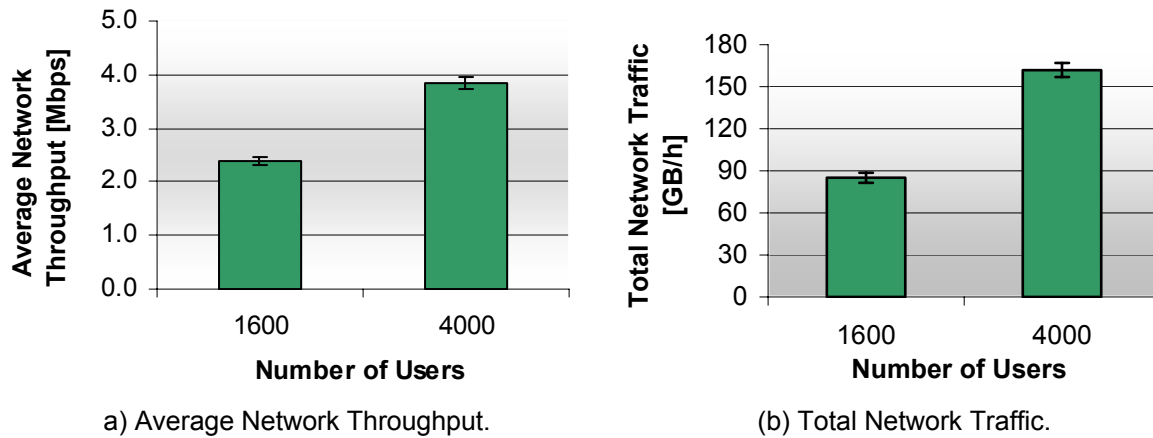 5.0
4.0
3.0
2.0
1.0
0.0
Average Network
Throughput [Mbps]
1600
4000
Number of Users
a) Average Network Throughput.
180
150
120
90
60
30
0
Total Network Traffic
[GB/h]
1600
4000
Number of Users
(b) Total Network Traffic.